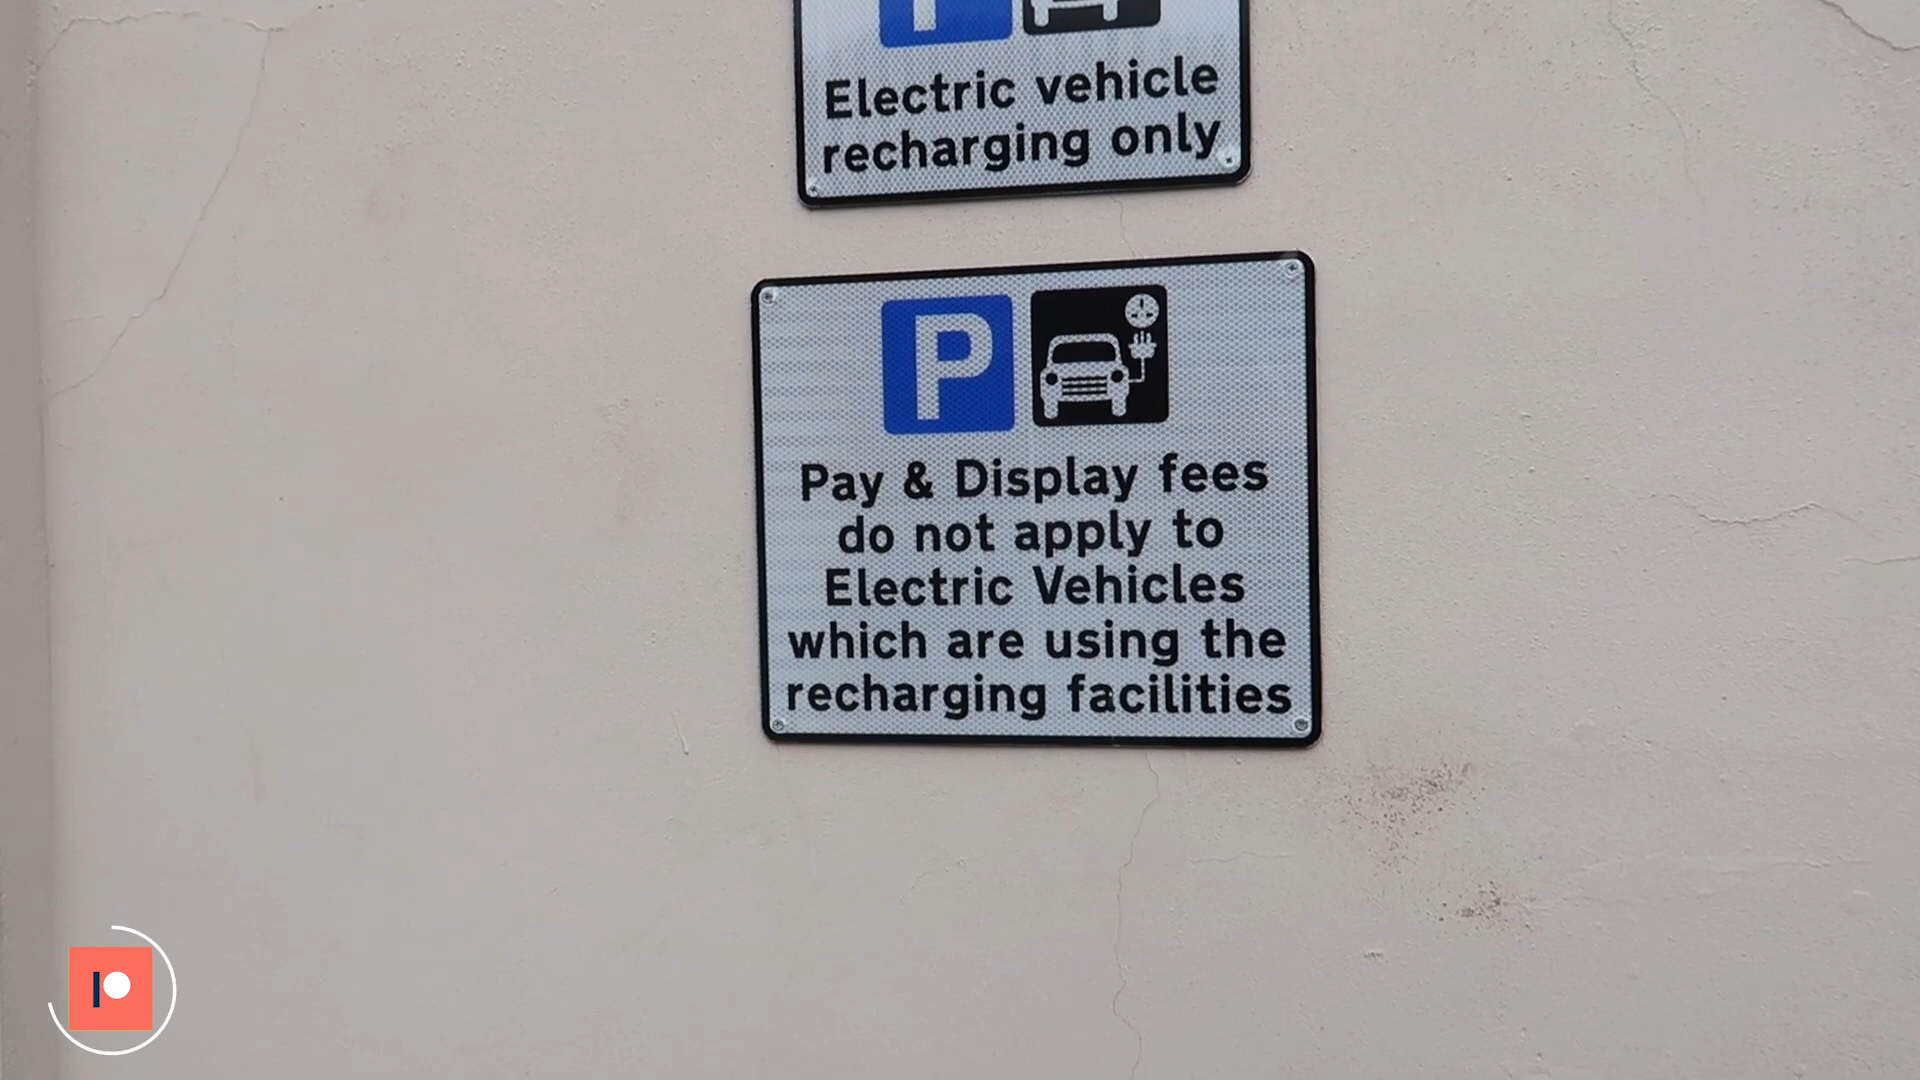 P
Electric vehicle
recharging only
P
Pay & Display fees
do not apply to
Electric Vehicles
which are using the
recharging facilities